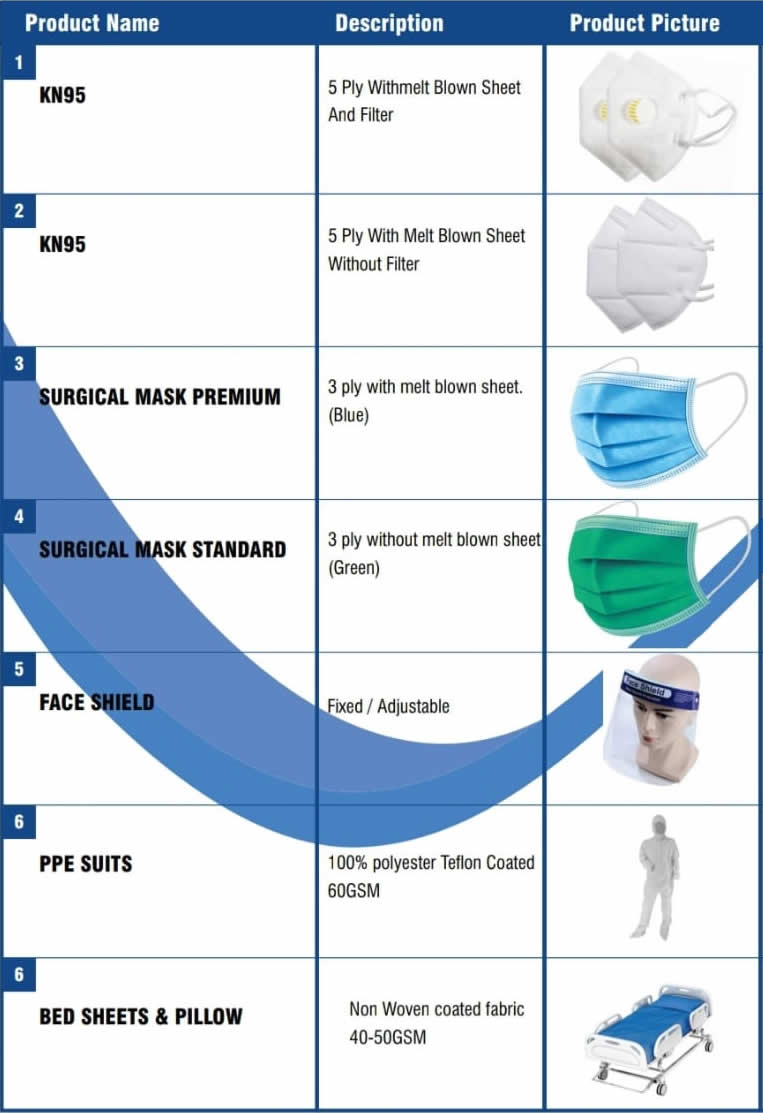 Product Name Description Product Picture
1
KN95
5 Ply Withmelt Blown Sheet
And Filter
2
KN95
5 Ply With Melt Blown Sheet
Without Filter
3
SURGICAL MASK PREMIUM
3 ply with melt blown sheet.
(Blue)
4
SURGICAL MASK STANDARD
3 ply without melt blown sheet
(Green)
5
FACE SHIELD
Fixed / Adjustable
Face Shield
6
PPE SUITS
100% polyester Teflon Coated
60GSM
6
BED SHEETS & PILLOW
Non Woven coated fabric
40-50GSM